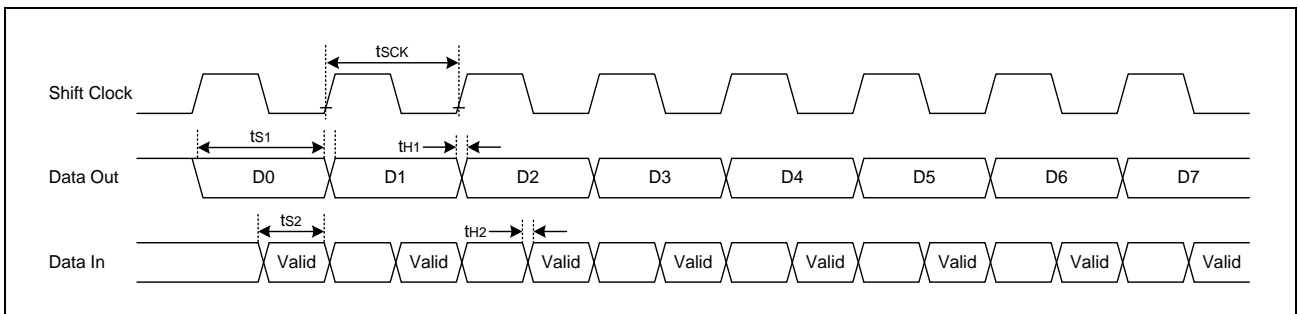 tSCK
Shift Clock
tS1
tH1
Data Out D0 D1 D2 D3 D4 D5 D6 D7
tS2
tH2
Data In Valid Valid Valid Valid Valid Valid Valid Valid